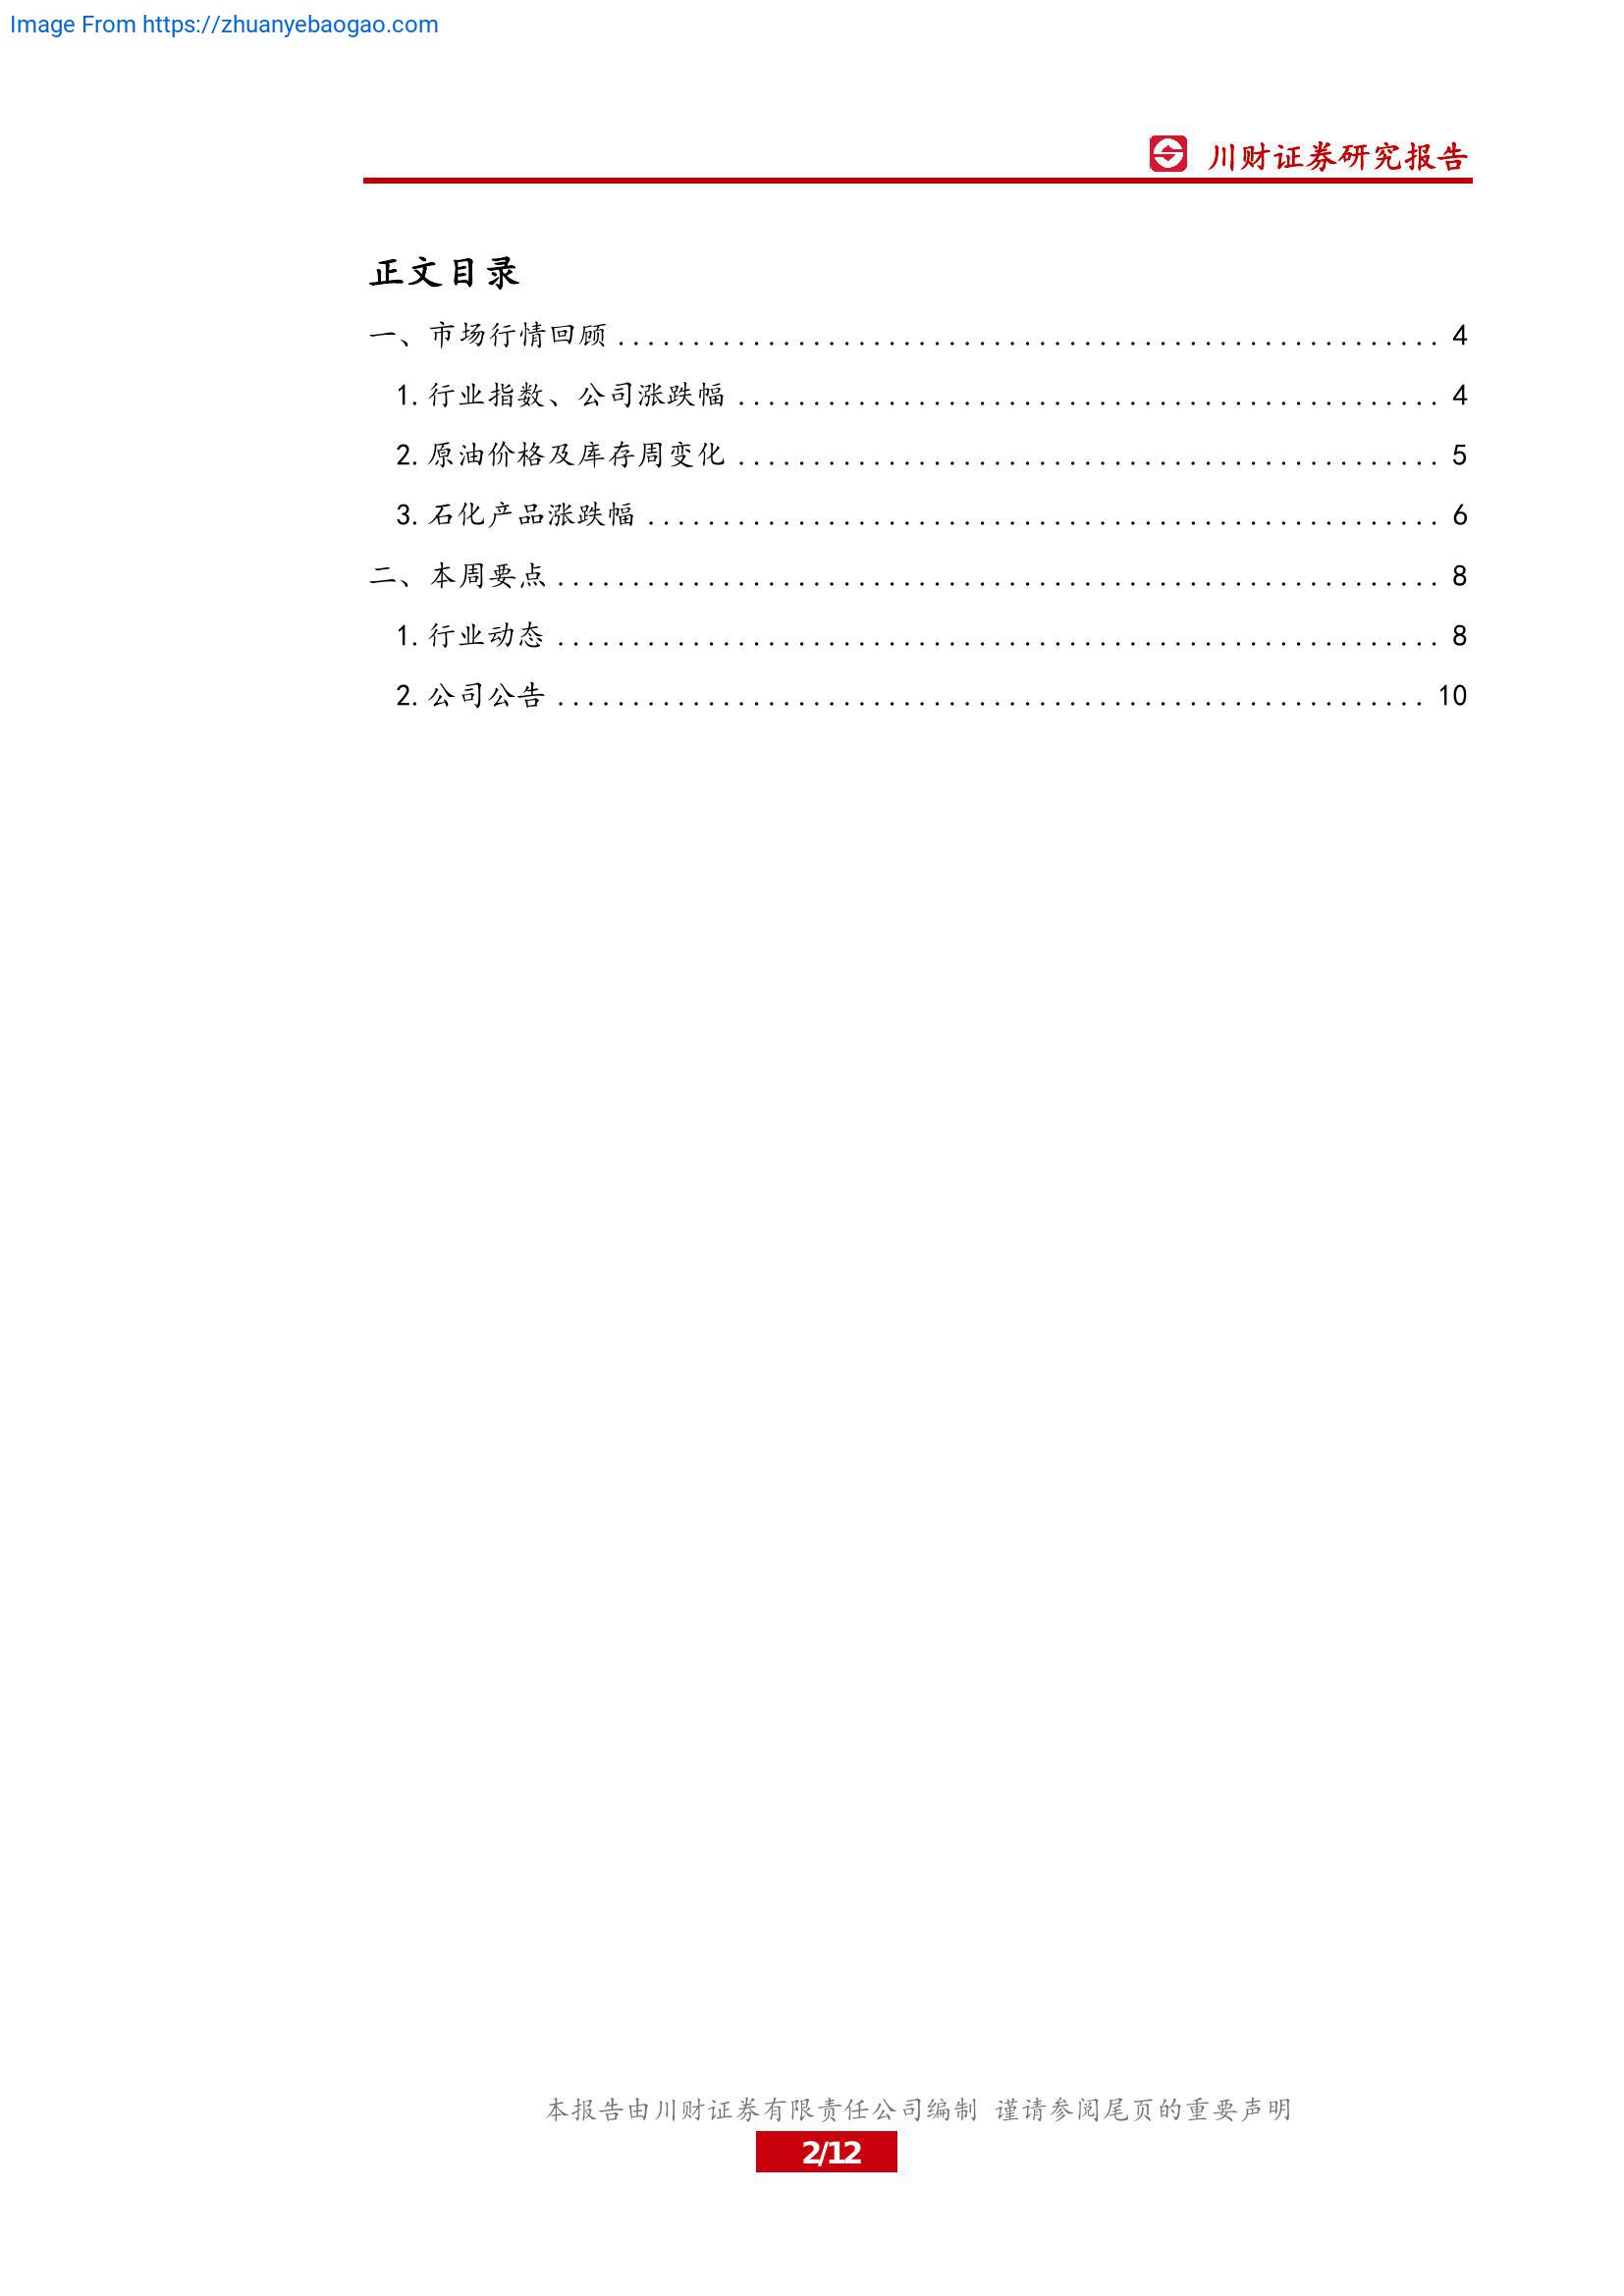 Image From https://zhuanyebaogao.com
川财证券研究报告
正文目录
一、市场行情回顾 ....................................................... 4
1.行业指数、公司涨跌幅 ............................................... 4
2.原油价格及库存周变化 ............................................... 5
3.石化产品涨跌幅 ..................................................... 6
二、本周要点 ........................................................... 8
1.行业动态 ........................................................... 8
2.公司公告 .......................................................... 10
本报告由川财证券有限责任公司编制 谨请参阅尾页的重要声明
2/12